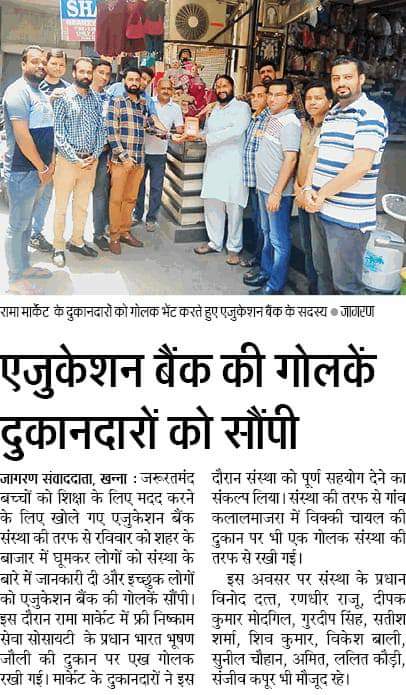 SHA
रामा मार्केट के दुकानदारों को गोलक भेंट करते हुए एजुकेशन बैंक के सदस्य ● जागरण
एजुकेशन बैंक की गोलकें
दुकानदारों को सौंपी
जागरण संवाददाता, खन्ना : जरूरतमंद
बच्चों को शिक्षा के लिए मदद करने
के लिए खोले गए एजुकेशन बैंक
संस्था की तरफ से रविवार को शहर के
बाजार में घूमकर लोगों को संस्था के
बारे में जानकारी दी और इच्छुक लोगों
को एजुकेशन बैंक की गोलकें सौंपी।
इस दौरान रामा मार्केट में फ्री निष्काम
सेवा सोसायटी के प्रधान भारत भूषण
जौली की दुकान पर एख गोलक
रखी गई। मार्केट के दुकानदारों ने इस
दौरान संस्था को पूर्ण सहयोग देने का
संकल्प लिया। संस्था की तरफ से गांव
कलालमाजरा में विक्की चायल की
दुकान पर भी एक गोलक संस्था की
तरफ से रखी गई।
इस अवसर पर संस्था के प्रधान
विनोद दत्त, रणधीर राजू, दीपक
कुमार मोदगिल, गुरदीप सिंह, सतीश
शर्मा, शिव कुमार, विकेश बाली,
सुनील चौहान, अमित, ललित कौड़ी,
संजीव कपूर भी मौजूद रहे।